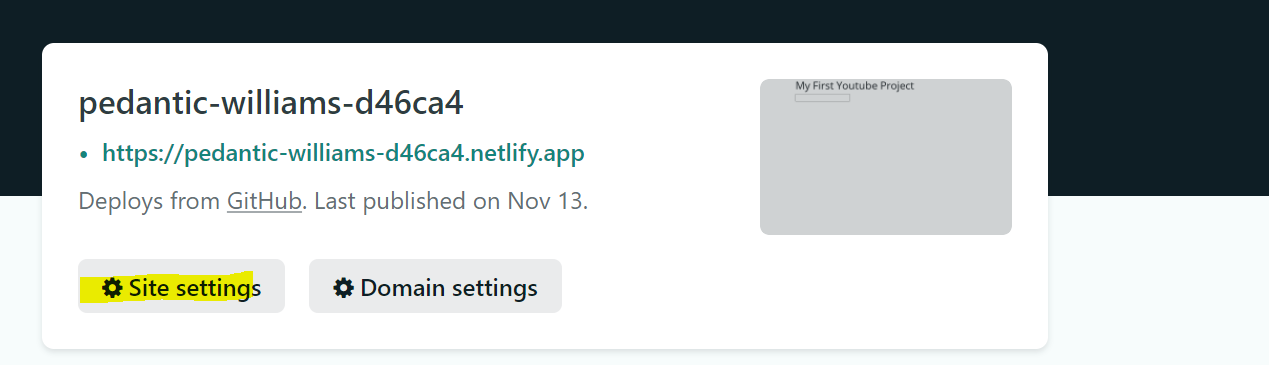 pedantic-williams-d46ca4
My First Youtube Project
• https://pedantic-williams-d46ca4.netlify.app
Deploys from GitHub. Last published on Nov 13.
Site settings
Domain settings